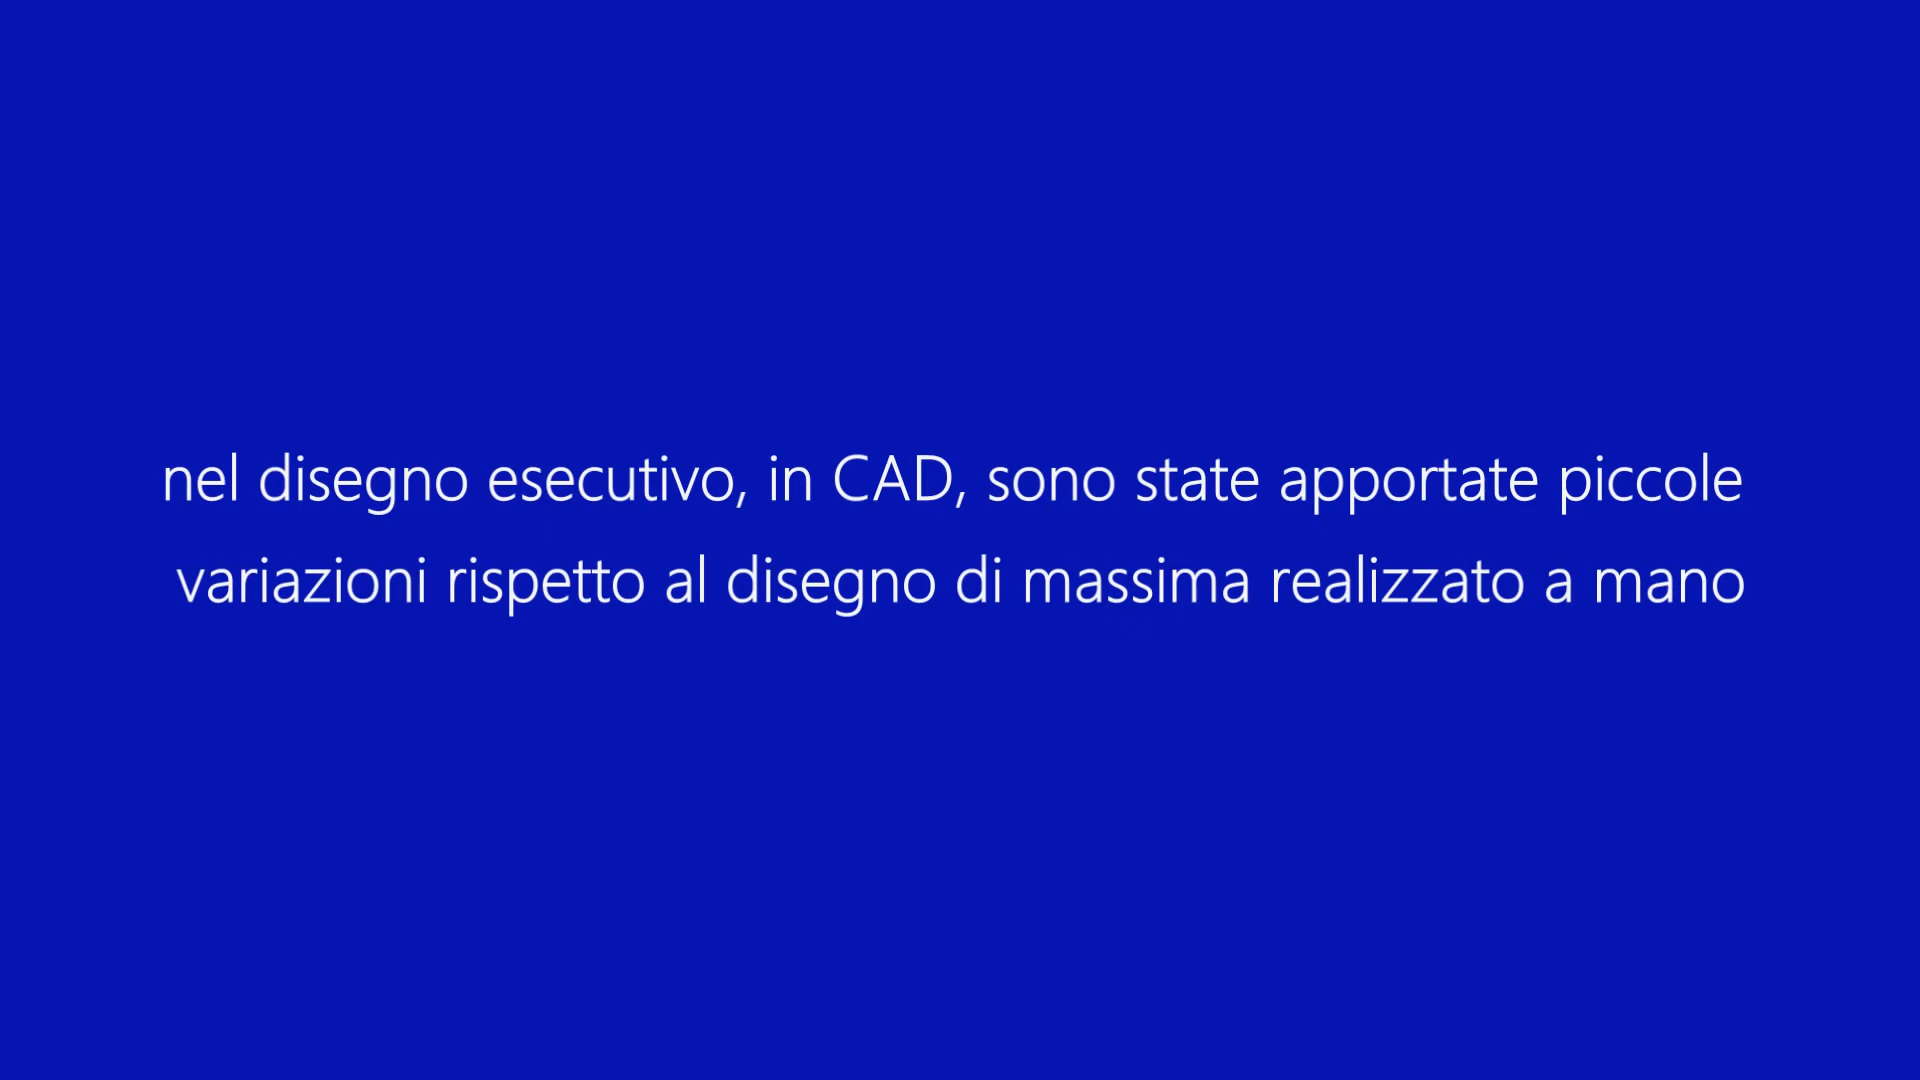 nel disegno esecutivo, in CAD, sono state apportate piccole
variazioni rispetto al disegno di massima realizzato a mano